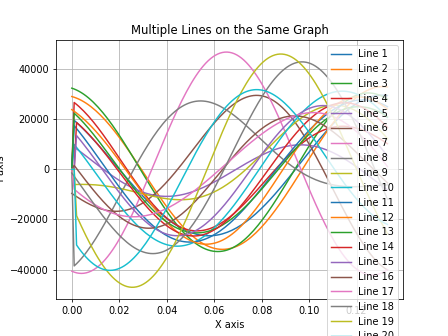 Multiple Lines on the Same Graph
40000
20000
0
−20000
−40000
axis
0.00
0.02
0.04
0.06
0.08
0.10
X axis
Line 1
Line 2
Line 3
Line 4
Line 5
Line 6
Line 7
Line 8
Line 9
Line 10
Line 11
Line 12
Line 13
Line 14
Line 15
Line 16
Line 17
Line 18
Line 19
Line 20